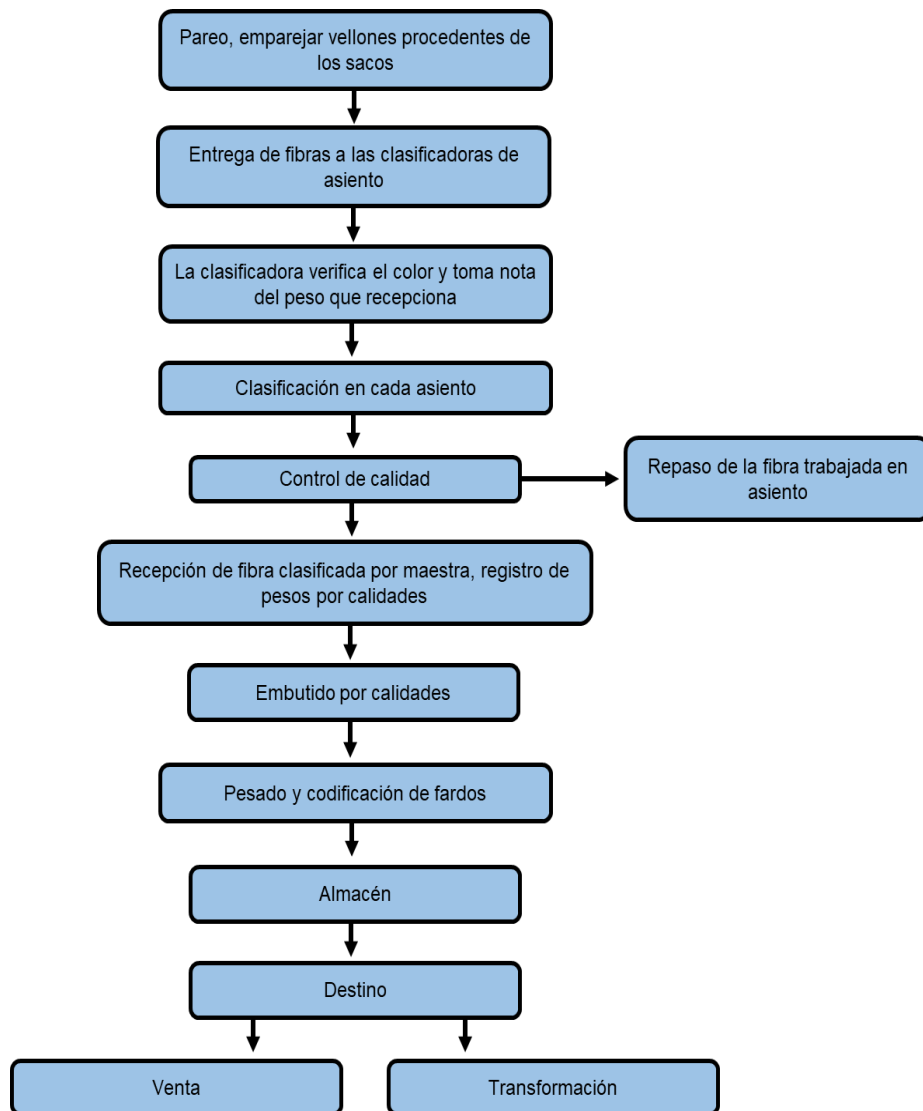 Pareo, emparejar vellones procedentes de
los sacos
Entrega de fibras a las clasificadoras de
asiento
La clasificadora verifica el color y toma nota
del peso que recepciona
Clasificación en cada asiento
Control de calidad
Repaso de la fibra trabajada en
asiento
Recepción de fibra clasificada por maestra, registro de
pesos por calidades
Embutido por calidades
Pesado y codificación de fardos
Almacén
Destino
Venta
Transformación